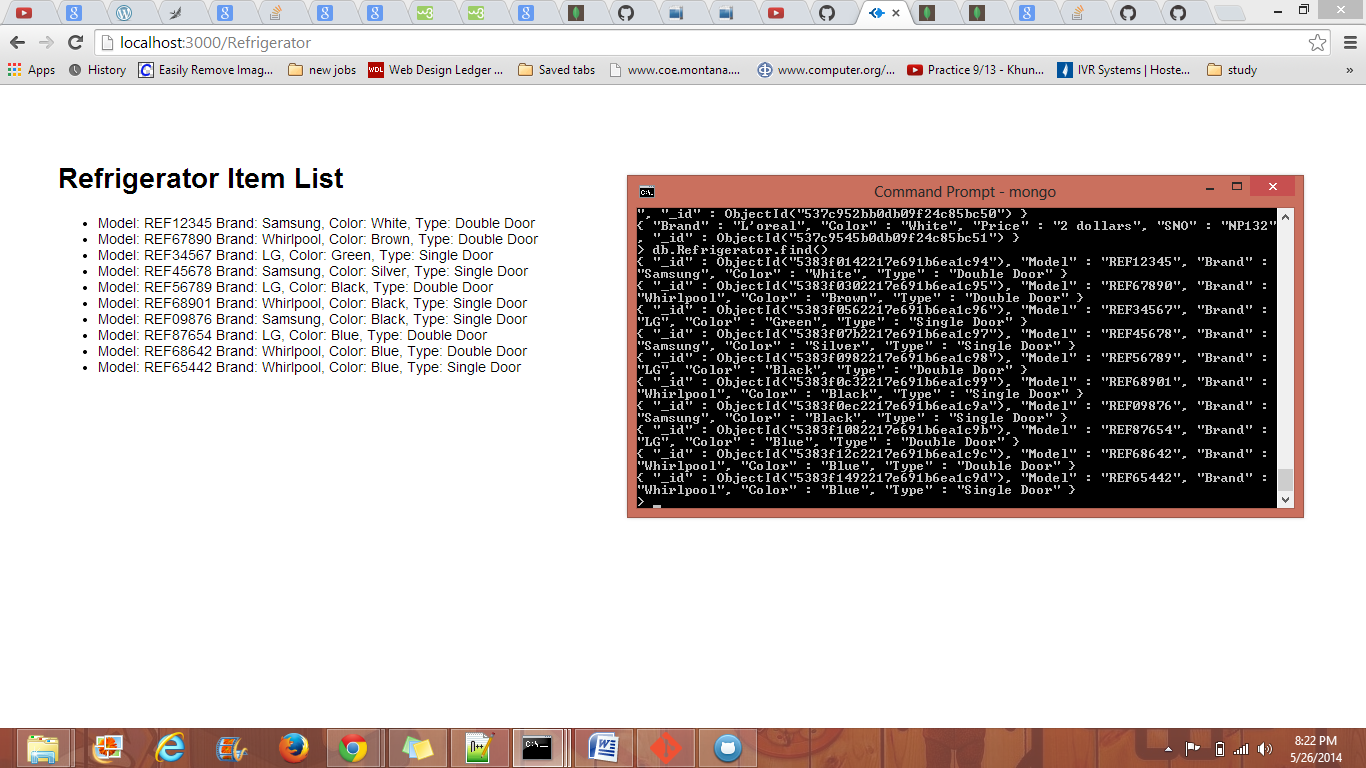 localhost:3000/Refrigerator
Apps History Easily Remove Imag... new jobs WDL Web Design Ledger ... Saved tabs www.coe.montana.... www.computer.org/... Practice 9/13 - Khun... IVR Systems | Hoste... study »
Refrigerator Item List
• Model: REF12345 Brand: Samsung, Color: White, Type: Double Door
• Model: REF67890 Brand: Whirlpool, Color: Brown, Type: Double Door
• Model: REF34567 Brand: LG, Color: Green, Type: Single Door
• Model: REF45678 Brand: Samsung, Color: Silver, Type: Single Door
• Model: REF56789 Brand: LG, Color: Black, Type: Double Door
• Model: REF68901 Brand: Whirlpool, Color: Black, Type: Single Door
• Model: REF09876 Brand: Samsung, Color: Black, Type: Single Door
• Model: REF87654 Brand: LG, Color: Blue, Type: Double Door
• Model: REF68642 Brand: Whirlpool, Color: Blue, Type: Double Door
• Model: REF65442 Brand: Whirlpool, Color: Blue, Type: Single Door
Command Prompt - mongo
", "_id" : ObjectId("537c952bb0db09f24c85bc50") }
{ "Brand" : "L'oreal", "Color" : "White", "Price" : "2 dollars", "SNO" : "NP132"
, "_id" : ObjectId("537c9545b0db09f24c85bc51") }
> db.Refrigerator.find()
{ "_id" : ObjectId("5383f0142217e691b6ea1c94"), "Model" : "REF12345", "Brand" :
"Samsung", "Color" : "White", "Type" : "Double Door" }
{ "_id" : ObjectId("5383f0302217e691b6ea1c95"), "Model" : "REF67890", "Brand" :
"Whirlpool", "Color" : "Brown", "Type" : "Double Door" }
{ "_id" : ObjectId("5383f0562217e691b6ea1c96"), "Model" : "REF34567", "Brand" :
"LG", "Color" : "Green", "Type" : "Single Door" }
{ "_id" : ObjectId("5383f07b2217e691b6ea1c97"), "Model" : "REF45678", "Brand" :
"Samsung", "Color" : "Silver", "Type" : "Single Door" }
{ "_id" : ObjectId("5383f0982217e691b6ea1c98"), "Model" : "REF56789", "Brand" :
"LG", "Color" : "Black", "Type" : "Double Door" }
{ "_id" : ObjectId("5383f0c32217e691b6ea1c99"), "Model" : "REF68901", "Brand" :
"Whirlpool", "Color" : "Black", "Type" : "Single Door" }
{ "_id" : ObjectId("5383f0ec2217e691b6ea1c9a"), "Model" : "REF09876", "Brand" :
"Samsung", "Color" : "Black", "Type" : "Single Door" }
{ "_id" : ObjectId("5383f1082217e691b6ea1c9b"), "Model" : "REF87654", "Brand" :
"LG", "Color" : "Blue", "Type" : "Double Door" }
{ "_id" : ObjectId("5383f12c2217e691b6ea1c9c"), "Model" : "REF68642", "Brand" :
"Whirlpool", "Color" : "Blue", "Type" : "Double Door" }
{ "_id" : ObjectId("5383f1492217e691b6ea1c9d"), "Model" : "REF65442", "Brand" :
"Whirlpool", "Color" : "Blue", "Type" : "Single Door" }
> _
8:22 PM
5/26/2014